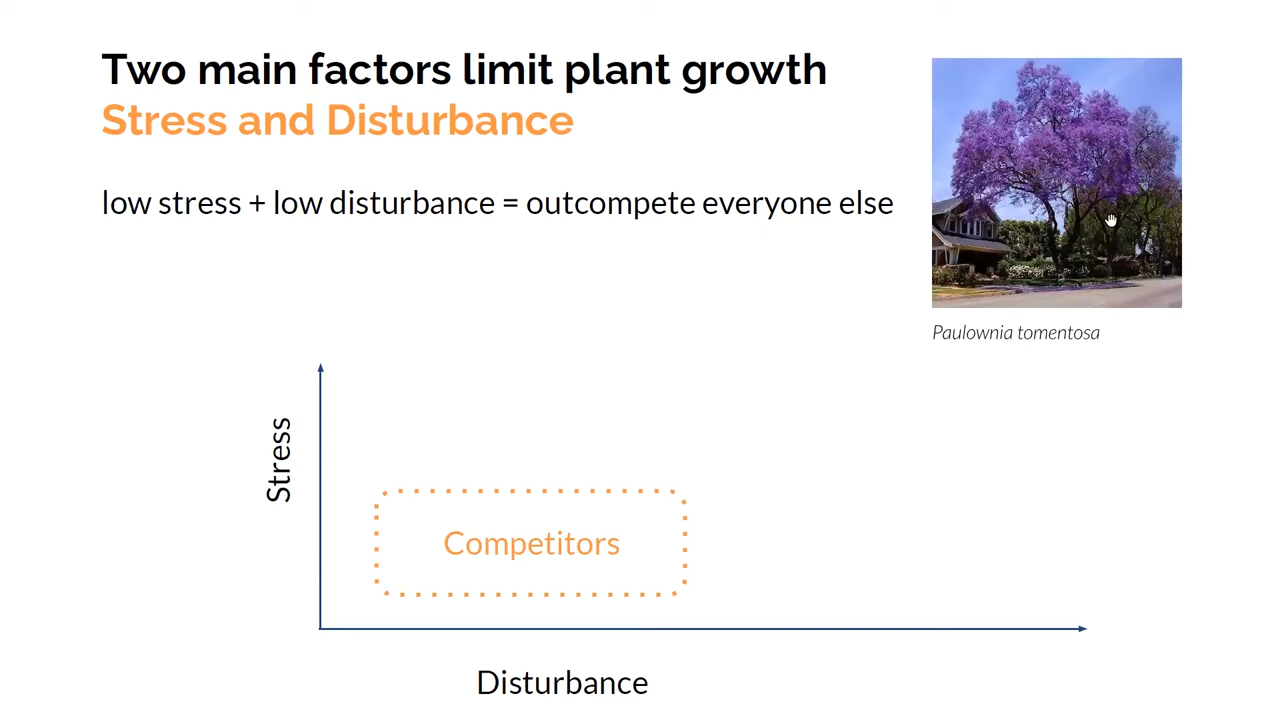 Two main factors limit plant growth
Stress and Disturbance
low stress + low disturbance = outcompete everyone else
Paulownia tomentosa
Stress
Competitors
Disturbance